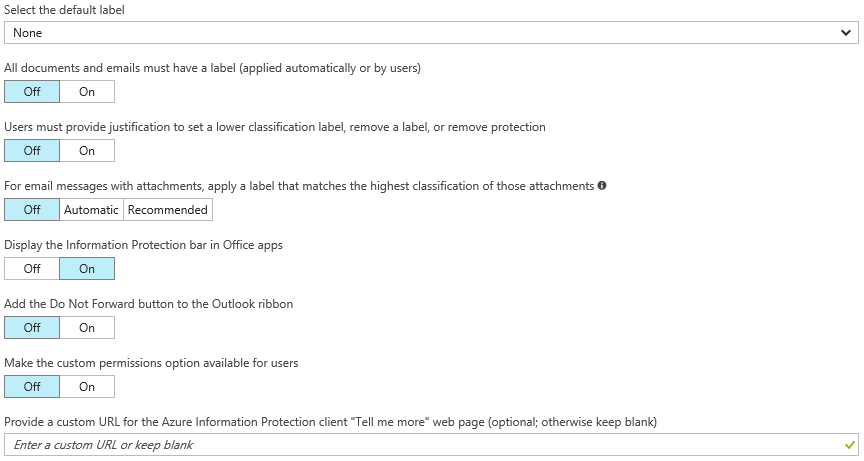 Select the default label
None
All documents and emails must have a label (applied automatically or by users)
Off On
Users must provide justification to set a lower classification label, remove a label, or remove protection
Off On
For email messages with attachments, apply a label that matches the highest classification of those attachments
Off Automatic Recommended
Display the Information Protection bar in Office apps
Off On
Add the Do Not Forward button to the Outlook ribbon
Off On
Make the custom permissions option available for users
Off On
Provide a custom URL for the Azure Information Protection client "Tell me more" web page (optional; otherwise keep blank)
Enter a custom URL or keep blank